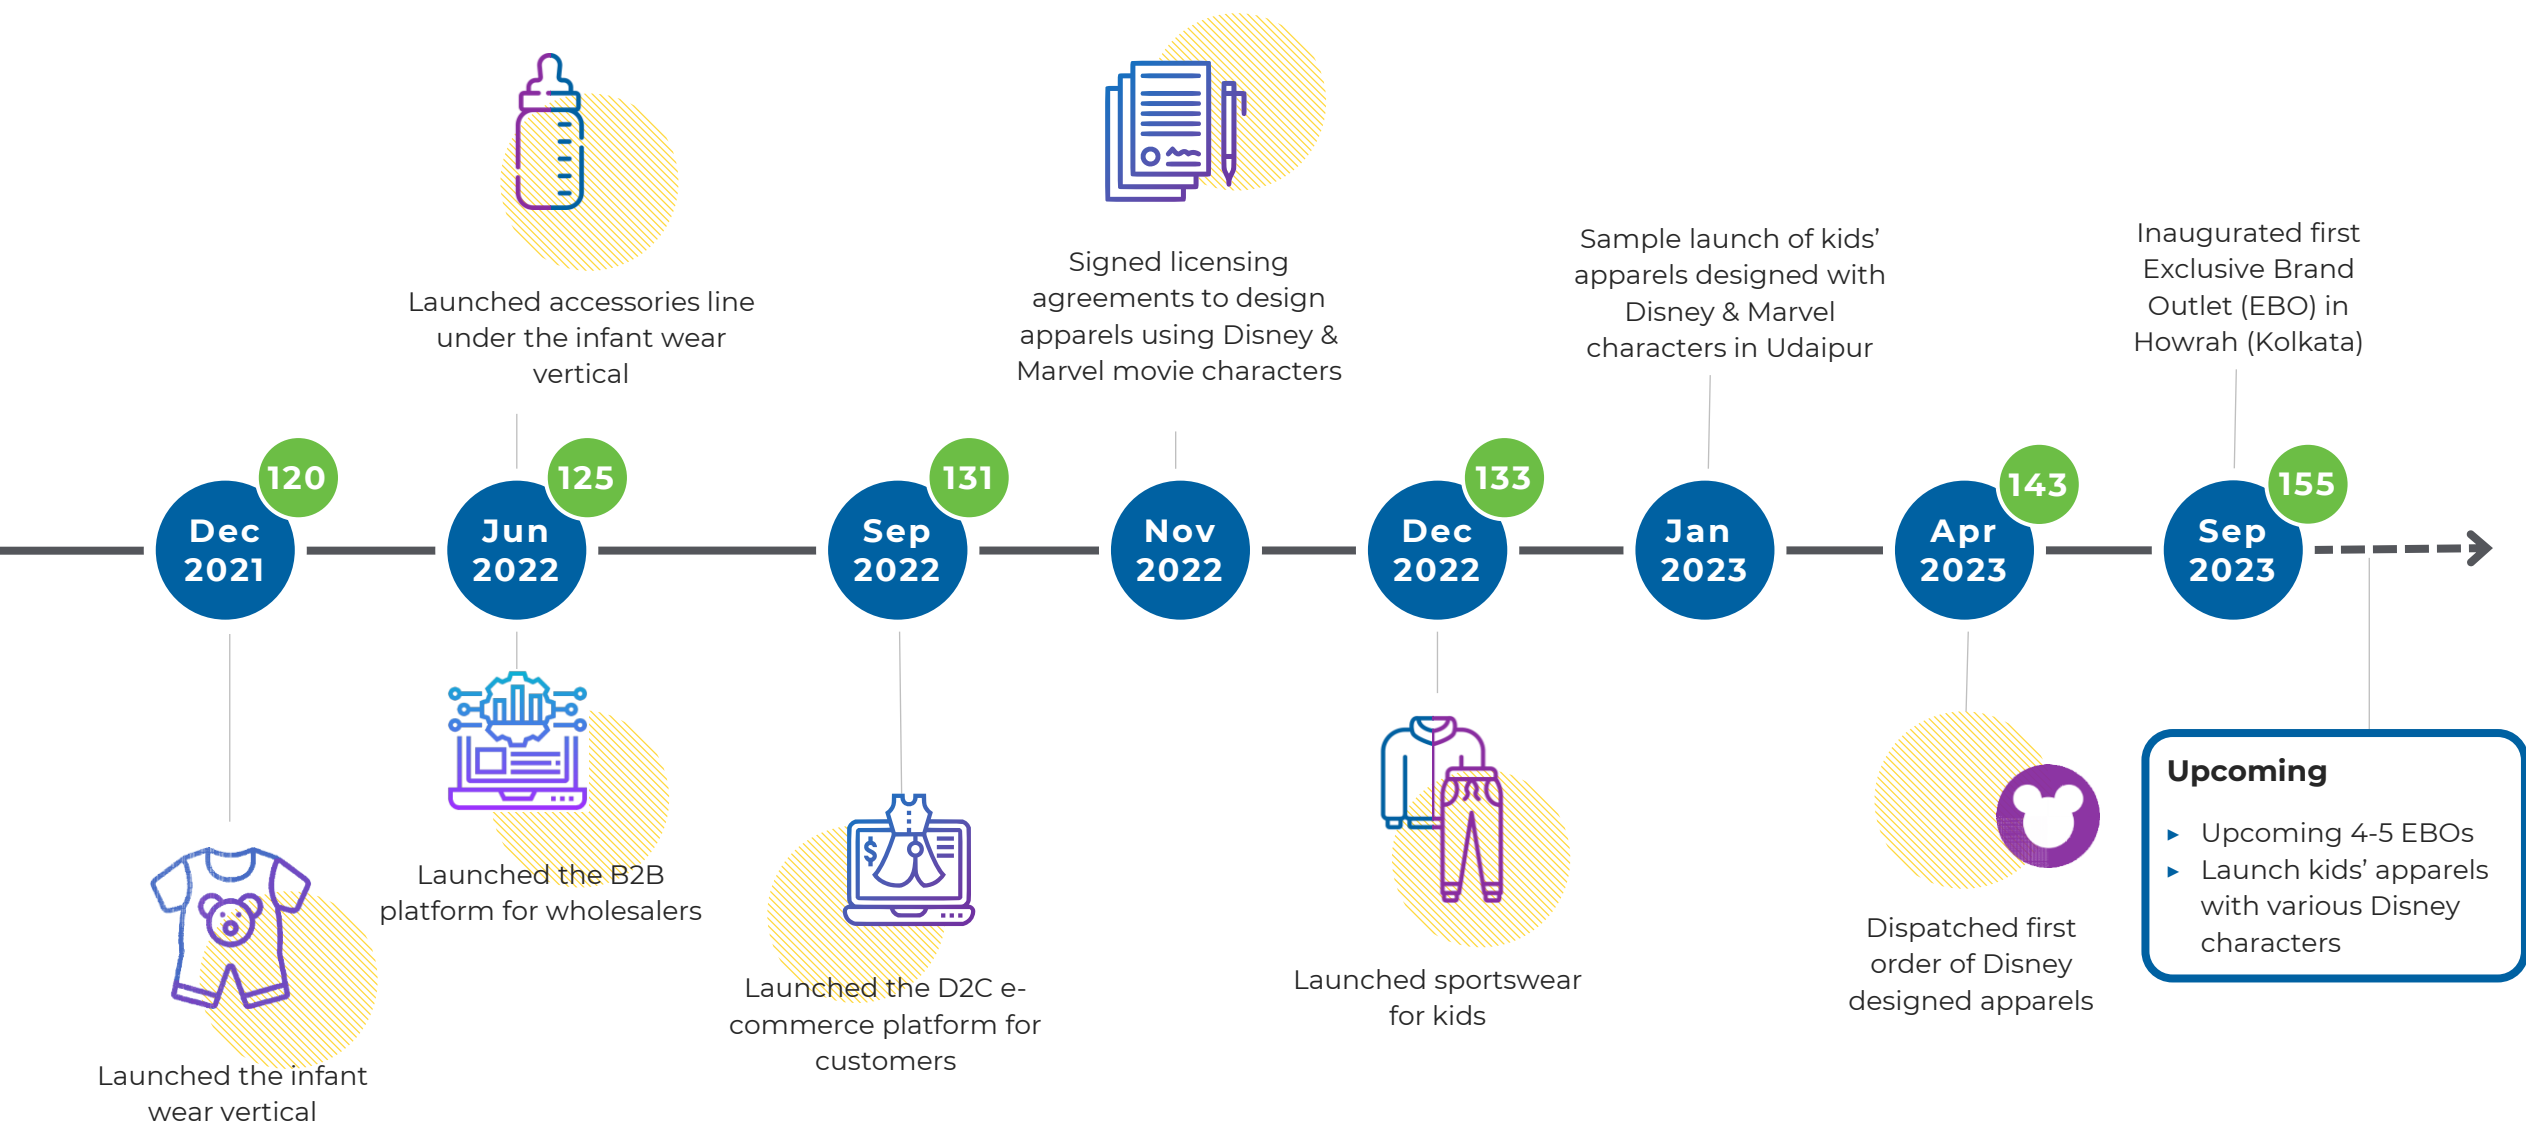 Launched accessories line
under the infant wear
vertical
Signed licensing
agreements to design
apparels using Disney &
Marvel movie characters
Sample launch of kids’
apparels designed with
Disney & Marvel
characters in Udaipur
Inaugurated first
Exclusive Brand
Outlet (EBO) in
Howrah (Kolkata)
120
Dec
2021
125
Jun
2022
131
Sep
2022
Nov
2022
133
Dec
2022
Jan
2023
143
Apr
2023
155
Sep
2023
Launched the infant
wear vertical
Launched the B2B
platform for wholesalers
$
Launched the D2C e-
commerce platform for
customers
Launched sportswear
for kids
Dispatched first
order of Disney
designed apparels
Upcoming
▸ Upcoming 4-5 EBOs
▸ Launch kids’ apparels
with various Disney
characters